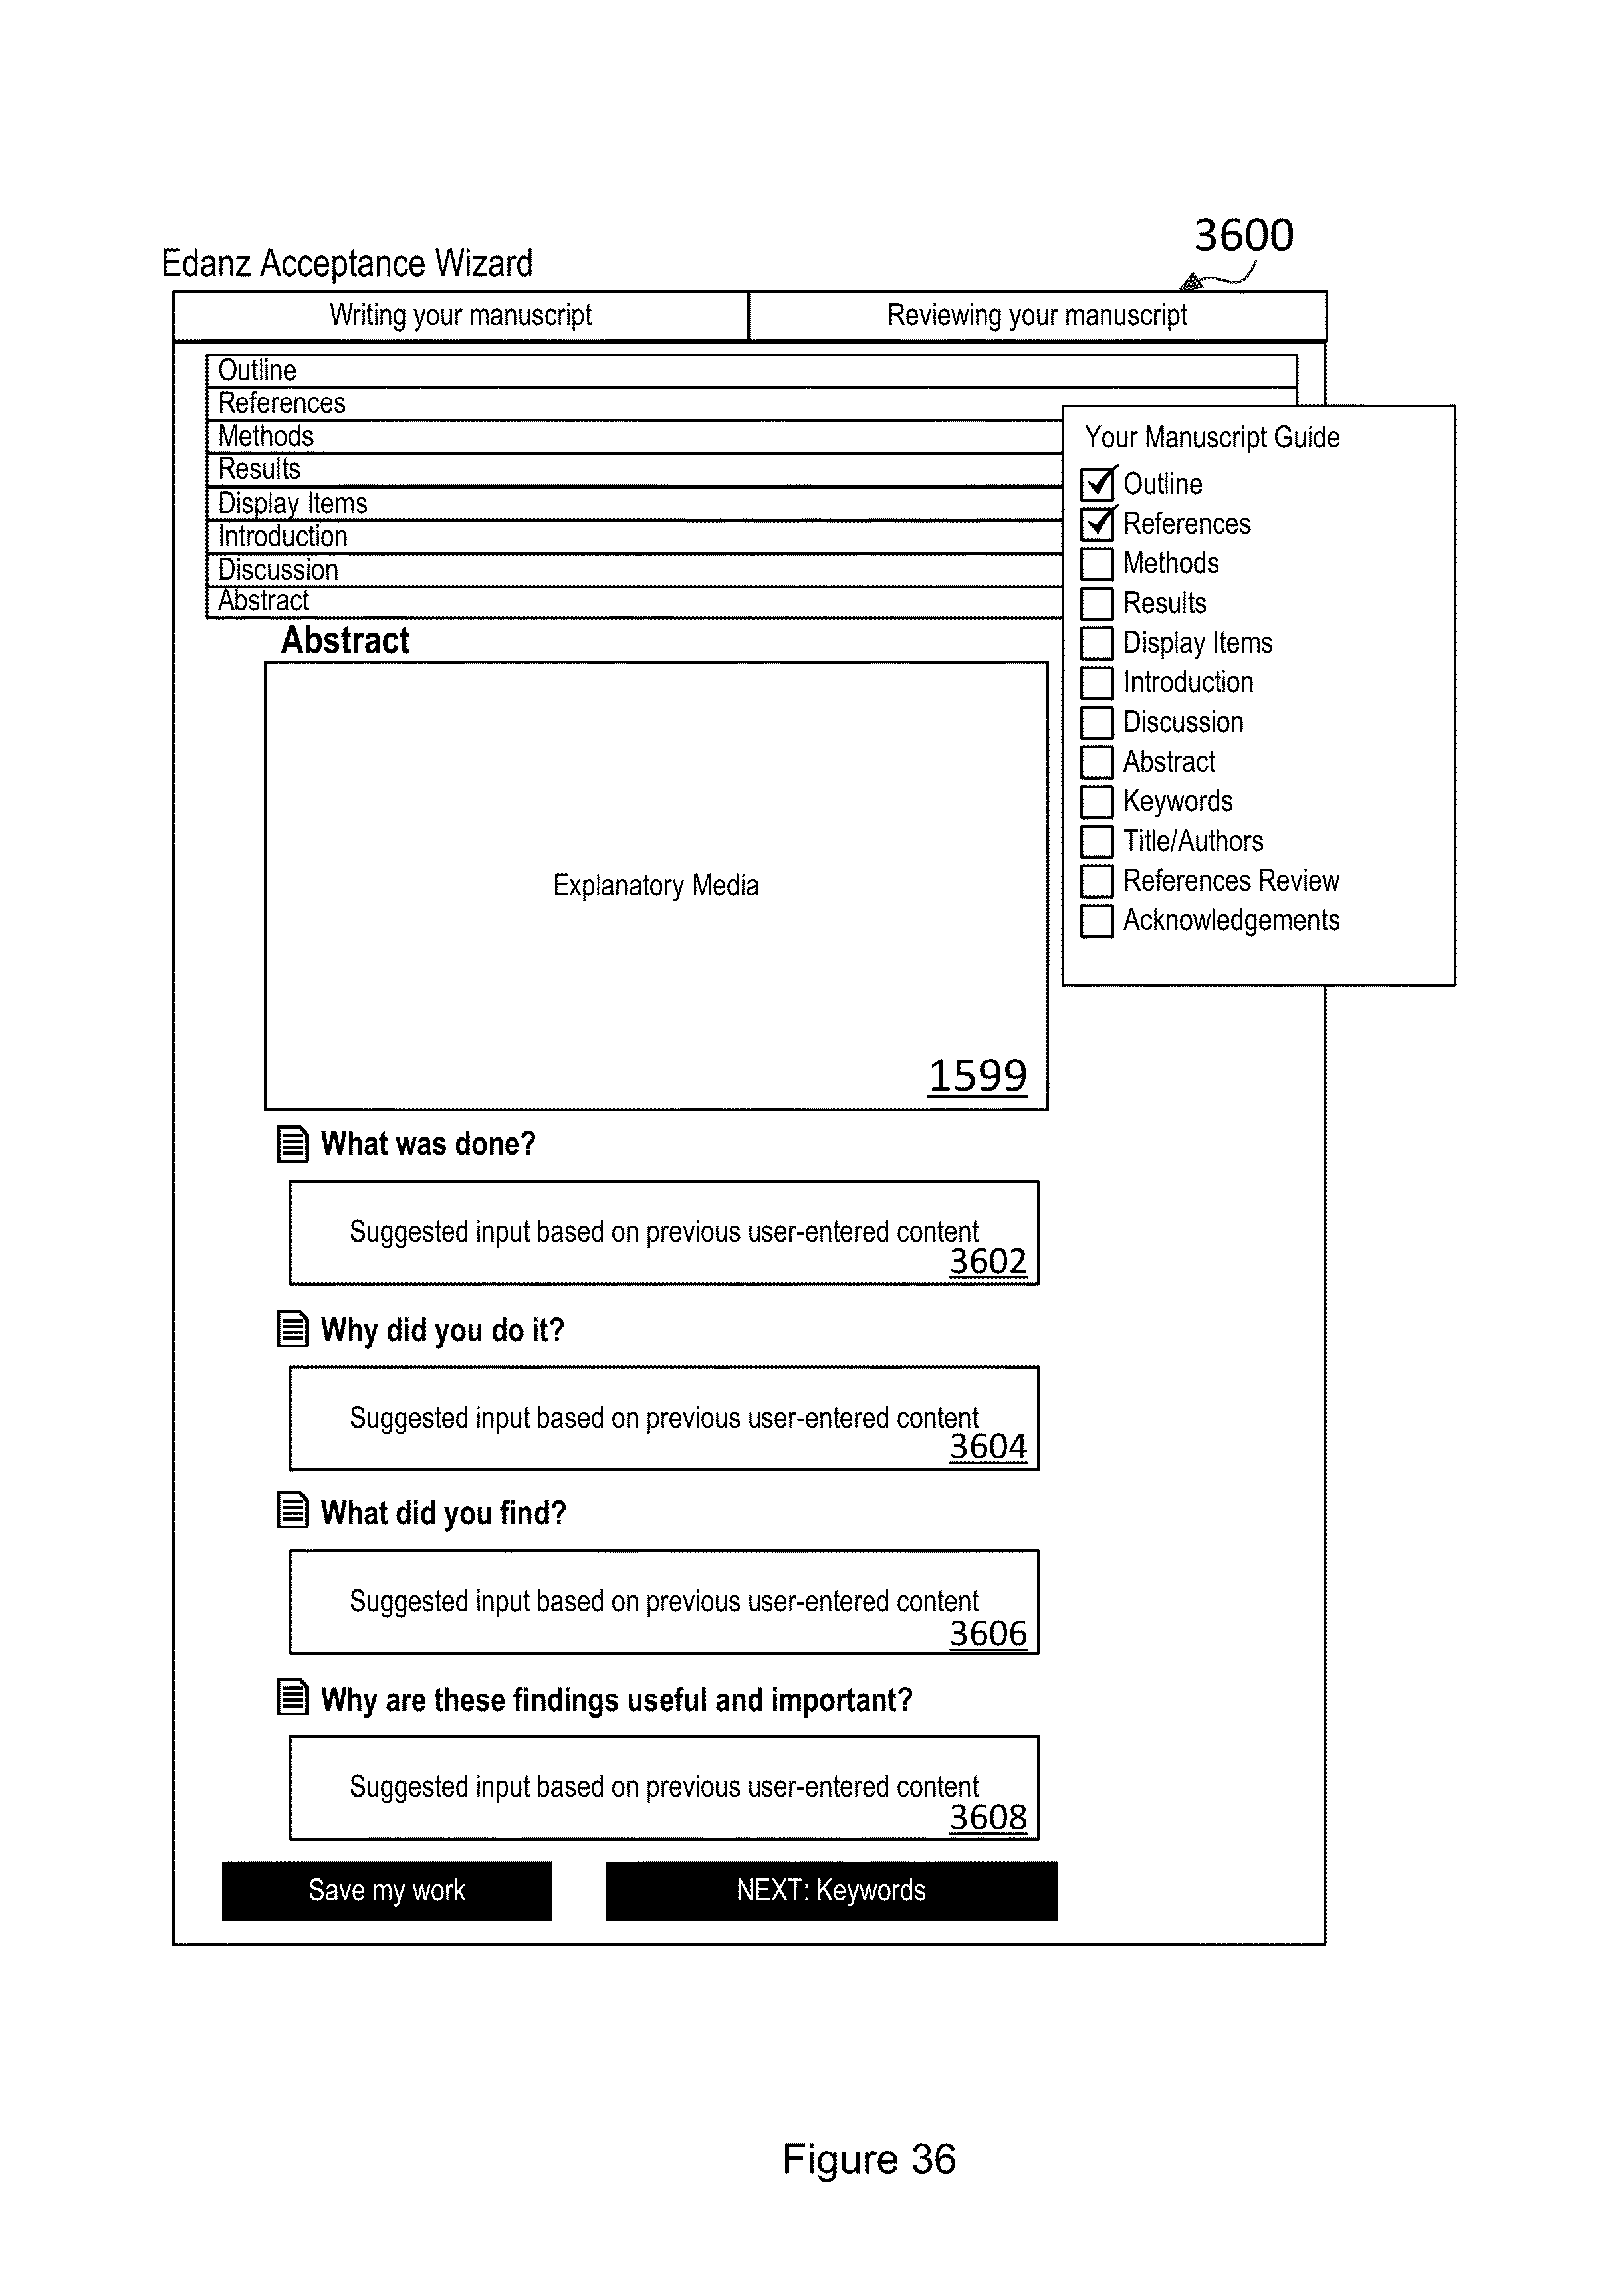 3600
Edanz Acceptance Wizard
Writing your manuscript
Reviewing your manuscript
Outline
References
Methods
Results
Display Items
Introduction
Discussion
Abstract
Your Manuscript Guide
Outline
References
Methods
Results
Display Items
Introduction
Discussion
Abstract
Keywords
Title/Authors
References Review
Acknowledgements
Abstract
Explanatory Media
1599
What was done?
Suggested input based on previous user-entered content
3602
Why did you do it?
Suggested input based on previous user-entered content
3604
What did you find?
Suggested input based on previous user-entered content
3606
Why are these findings useful and important?
Suggested input based on previous user-entered content
3608
Save my work
NEXT: Keywords
Figure 36